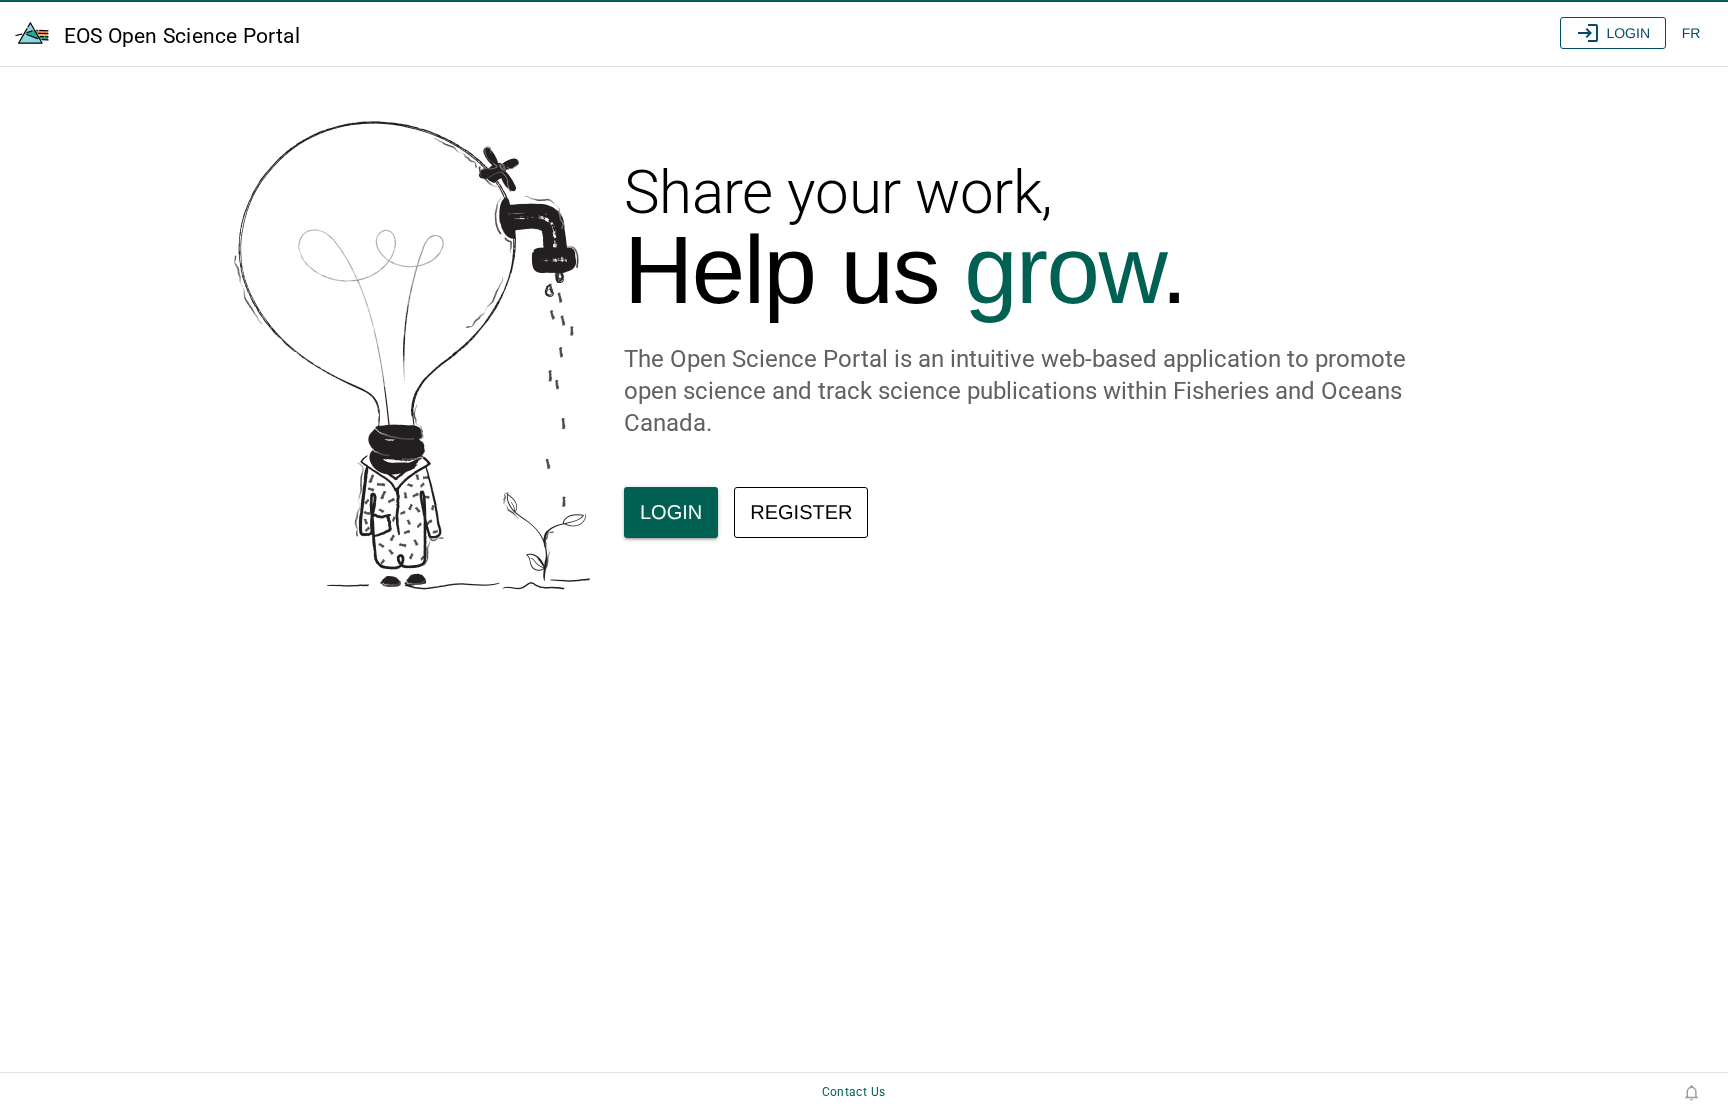 EOS Open Science Portal
LOGIN
FR
Share your work,
Help us grow.
The Open Science Portal is an intuitive web-based application to promote
open science and track science publications within Fisheries and Oceans
Canada.
LOGIN
REGISTER
Contact Us